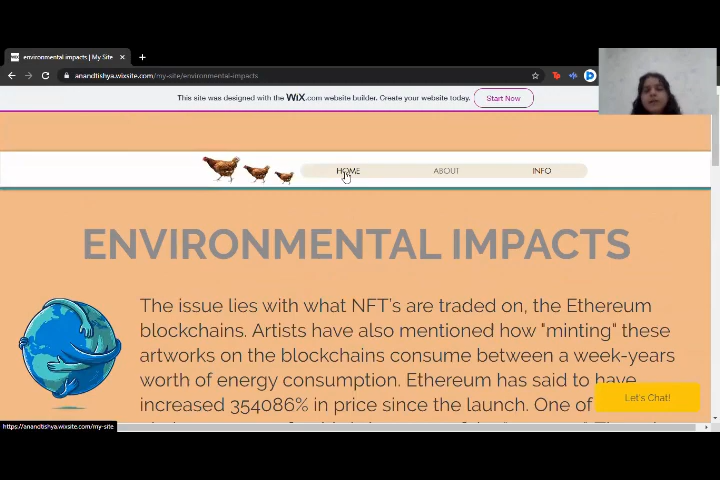 environmental impacts | My Site
anandtishya.wixsite.com/my-site/environmental-impacts
This site was designed with the WiX.com website builder. Create your website today. Start Now
HOME ABOUT INFO
ENVIRONMENTAL IMPACTS
The issue lies with what NFT's are traded on, the Ethereum
blockchains. Artists have also mentioned how "minting" these
artworks on the blockchains consume between a week-years
worth of energy consumption. Ethereum has said to have
increased 354086% in price since the launch. One of
Let's Chat!
https://anandtishya.wixsite.com/my-site